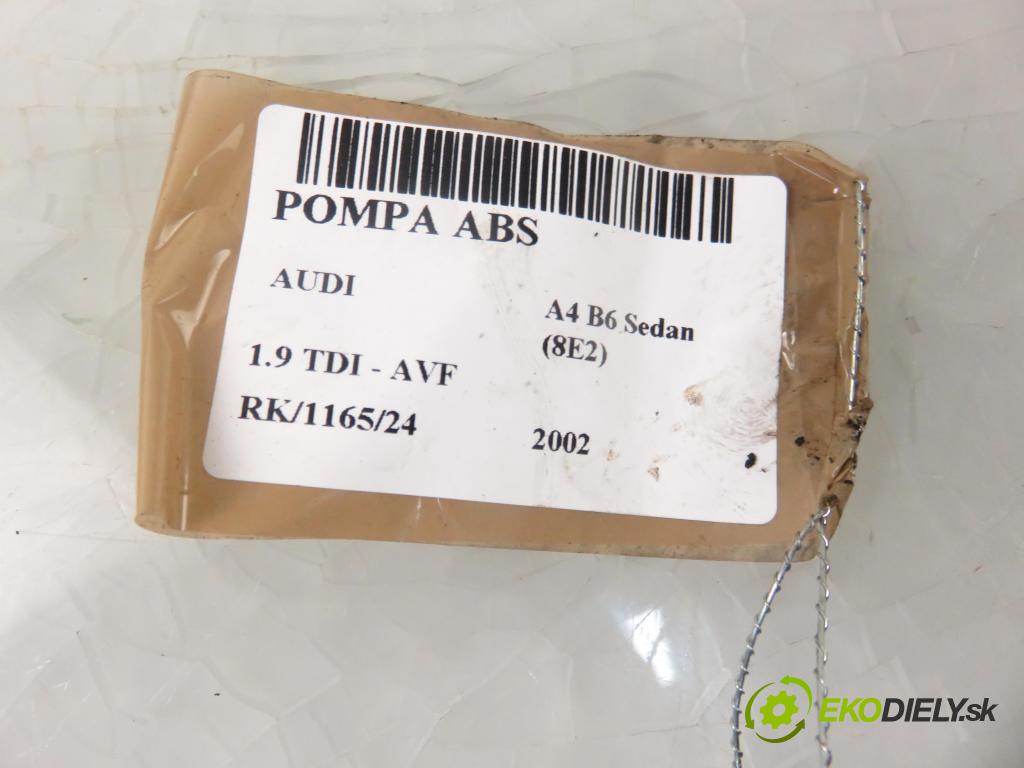 POMPA ABS
AUDI
A4 B6 Sedan
(8E2)
1.9 TDI - AVF
RK/1165/24
2002
EKODIELY.sk